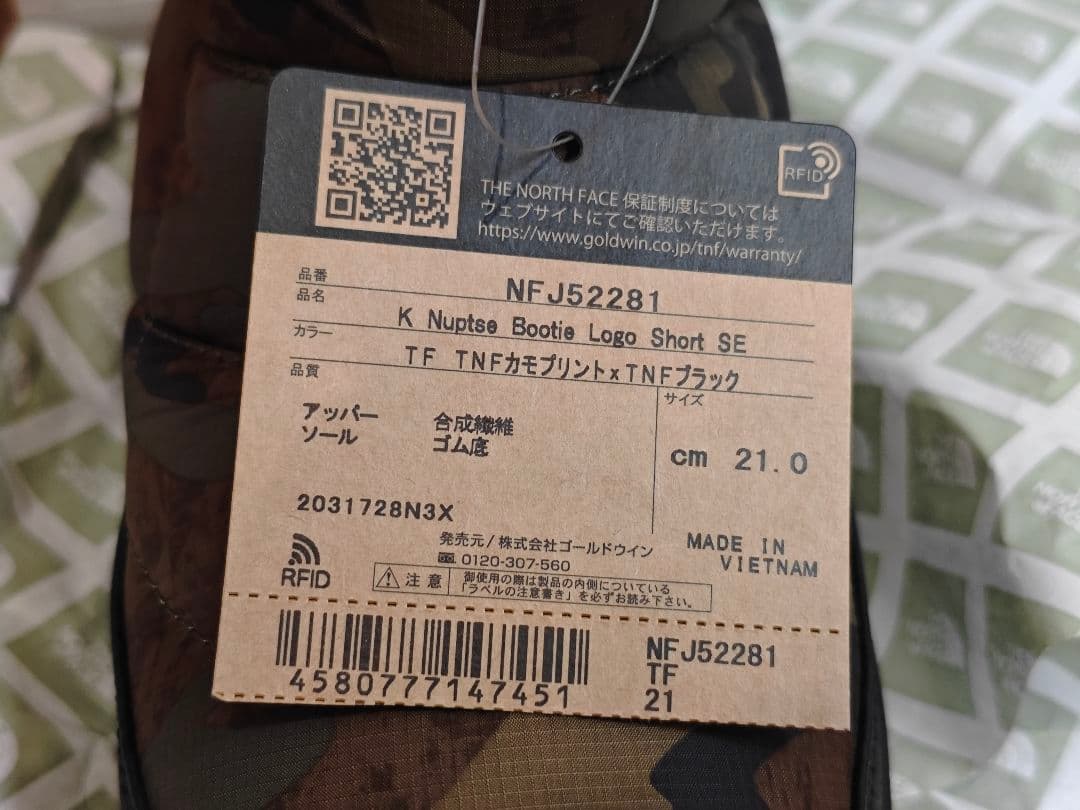 RFID
THE NORTH FACE 保証制度については
ウェブサイトにてご確認いただけます。
https://www.goldwin.co.jp/tnf/warranty/
品番 NFJ52281
品名 K Nuptse Bootie Logo Short SE
カラー TF TNFカモプリントxTNFブラック
品質
サイズ
アッパー 合成繊維
ソール ゴム底
cm 21.0
2031728N3X
発売元/株式会社ゴールドウイン
0120-307-560
MADE IN
VIETNAM
RFID
注意
御使用の際は製品の内側についている
「ラベルの注意書き」を必ずお読み下さい。
4580777147451
NFJ52281
TF
21